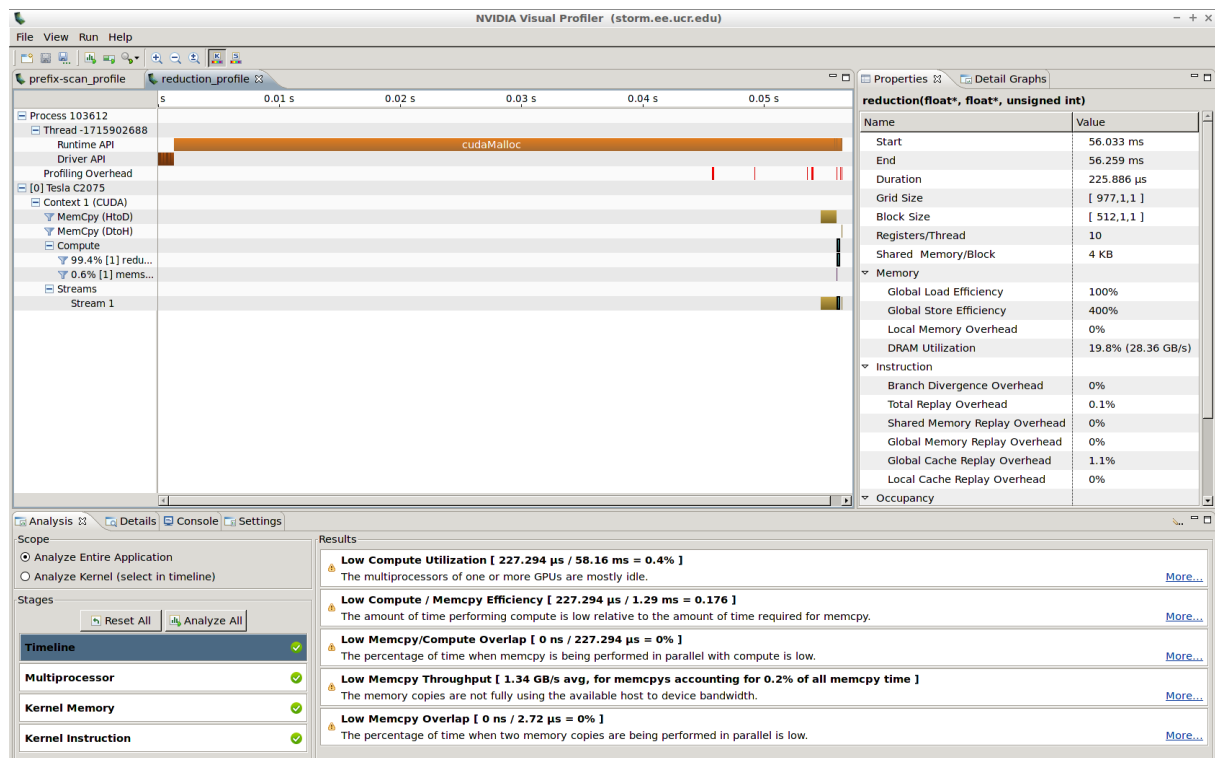 NVIDIA Visual Profiler (storm.ee.ucr.edu)
File View Run Help
prefix-scan_profile
reduction_profile
s 0.01 s 0.02 s 0.03 s 0.04 s 0.05 s
Process 103612
Thread -1715902688
Runtime API
cudaMalloc
Driver API
Profiling Overhead
[0] Tesla C2075
Context 1 (CUDA)
MemCpy (HtoD)
MemCpy (DtoH)
Compute
99.4% [1] redu...
0.6% [1] mems...
Streams
Stream 1
Properties Detail Graphs
reduction(float*, float*, unsigned int)
Name Value
Start 56.033 ms
End 56.259 ms
Duration 225.886 µs
Grid Size [ 977,1,1 ]
Block Size [ 512,1,1 ]
Registers/Thread 10
Shared Memory/Block 4 KB
Memory
Global Load Efficiency 100%
Global Store Efficiency 400%
Local Memory Overhead 0%
DRAM Utilization 19.8% (28.36 GB/s)
Instruction
Branch Divergence Overhead 0%
Total Replay Overhead 0.1%
Shared Memory Replay Overhead 0%
Global Memory Replay Overhead 0%
Global Cache Replay Overhead 1.1%
Local Cache Replay Overhead 0%
Occupancy
Analysis Details Console Settings
Scope
Analyze Entire Application
Analyze Kernel (select in timeline)
Stages
Reset All Analyze All
Timeline
Multiprocessor
Kernel Memory
Kernel Instruction
Results
Low Compute Utilization [ 227.294 µs / 58.16 ms = 0.4% ]
The multiprocessors of one or more GPUs are mostly idle. More...
Low Compute / Memcpy Efficiency [ 227.294 µs / 1.29 ms = 0.176 ]
The amount of time performing compute is low relative to the amount of time required for memcpy. More...
Low Memcpy/Compute Overlap [ 0 ns / 227.294 µs = 0% ]
The percentage of time when memcpy is being performed in parallel with compute is low. More...
Low Memcpy Throughput [ 1.34 GB/s avg, for memcpys accounting for 0.2% of all memcpy time ]
The memory copies are not fully using the available host to device bandwidth. More...
Low Memcpy Overlap [ 0 ns / 2.72 µs = 0% ]
The percentage of time when two memory copies are being performed in parallel is low. More...